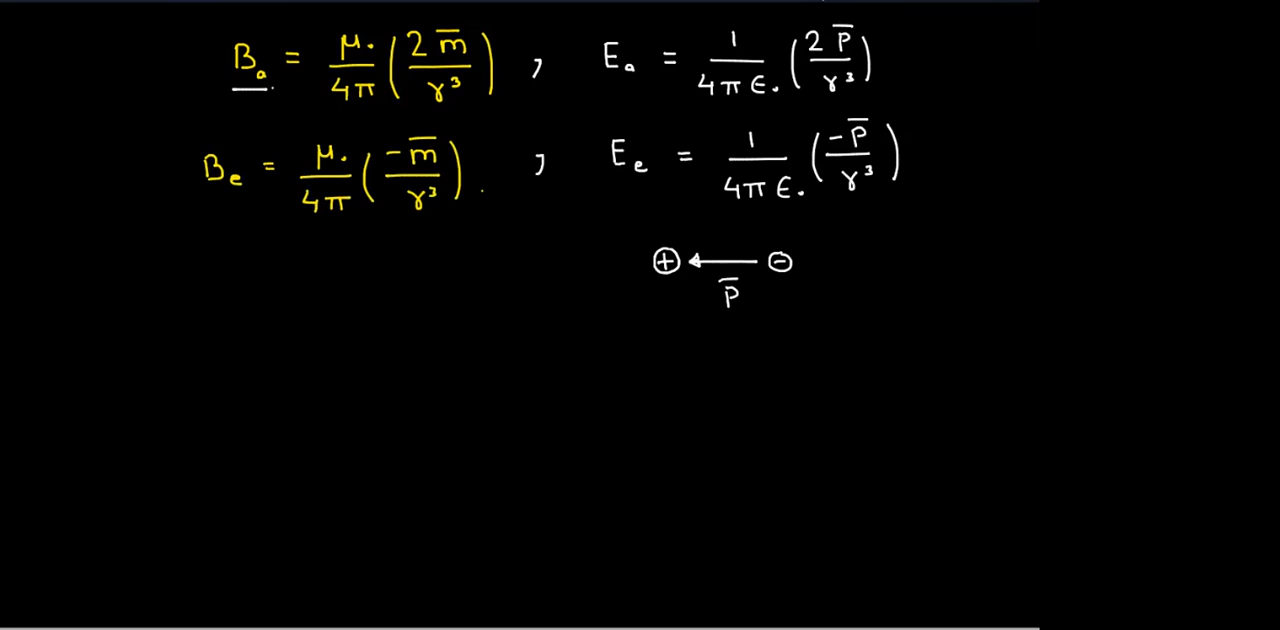 Bₐ = μ₀/4π (2m̅/r³) , Eₐ = 1/4πϵ₀ (2p̅/r³)
Bₑ = μ₀/4π (-m̅/r³) , Eₑ = 1/4πϵ₀ (-p̅/r³)
⊕ ← ⊖
p̅